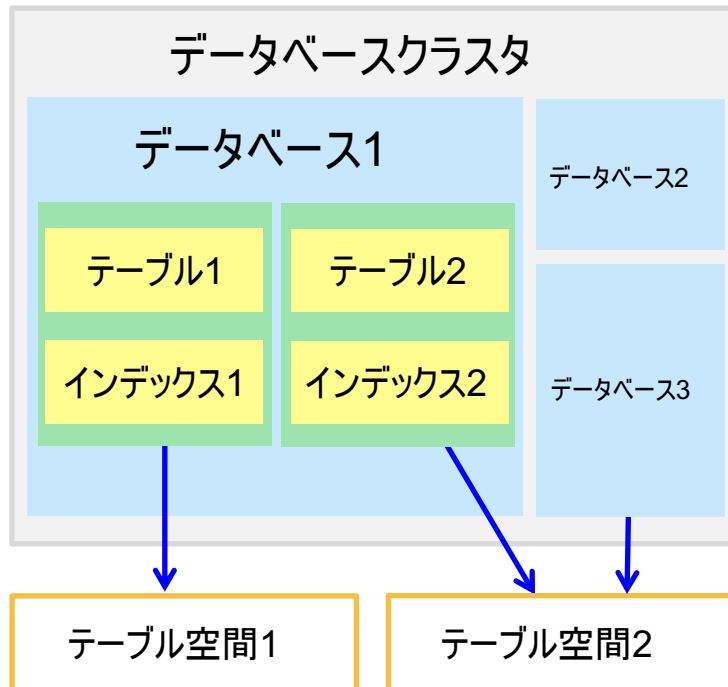 データベースクラスタ
データベース1
データベース2
テーブル1
テーブル2
インデックス1
インデックス2
データベース3
テーブル空間1
テーブル空間2